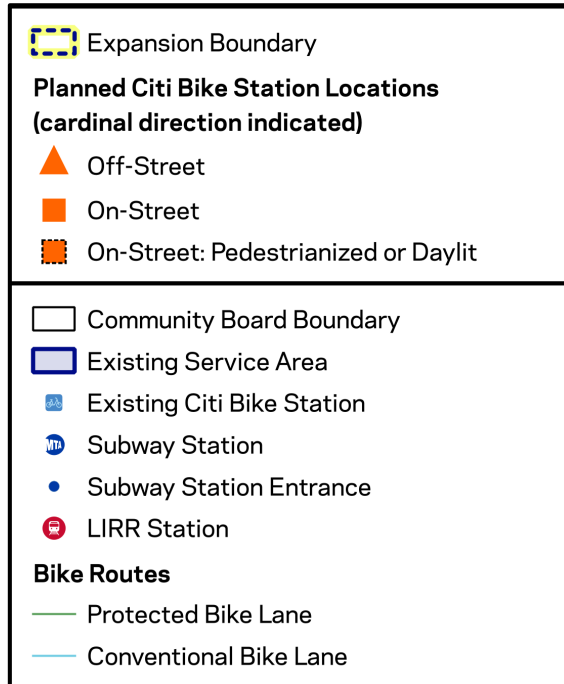 Expansion Boundary
Planned Citi Bike Station Locations
(cardinal direction indicated)
Off-Street
On-Street
On-Street: Pedestrianized or Daylit
Community Board Boundary
Existing Service Area
Existing Citi Bike Station
MTA Subway Station
Subway Station Entrance
LIRR Station
Bike Routes
Protected Bike Lane
Conventional Bike Lane